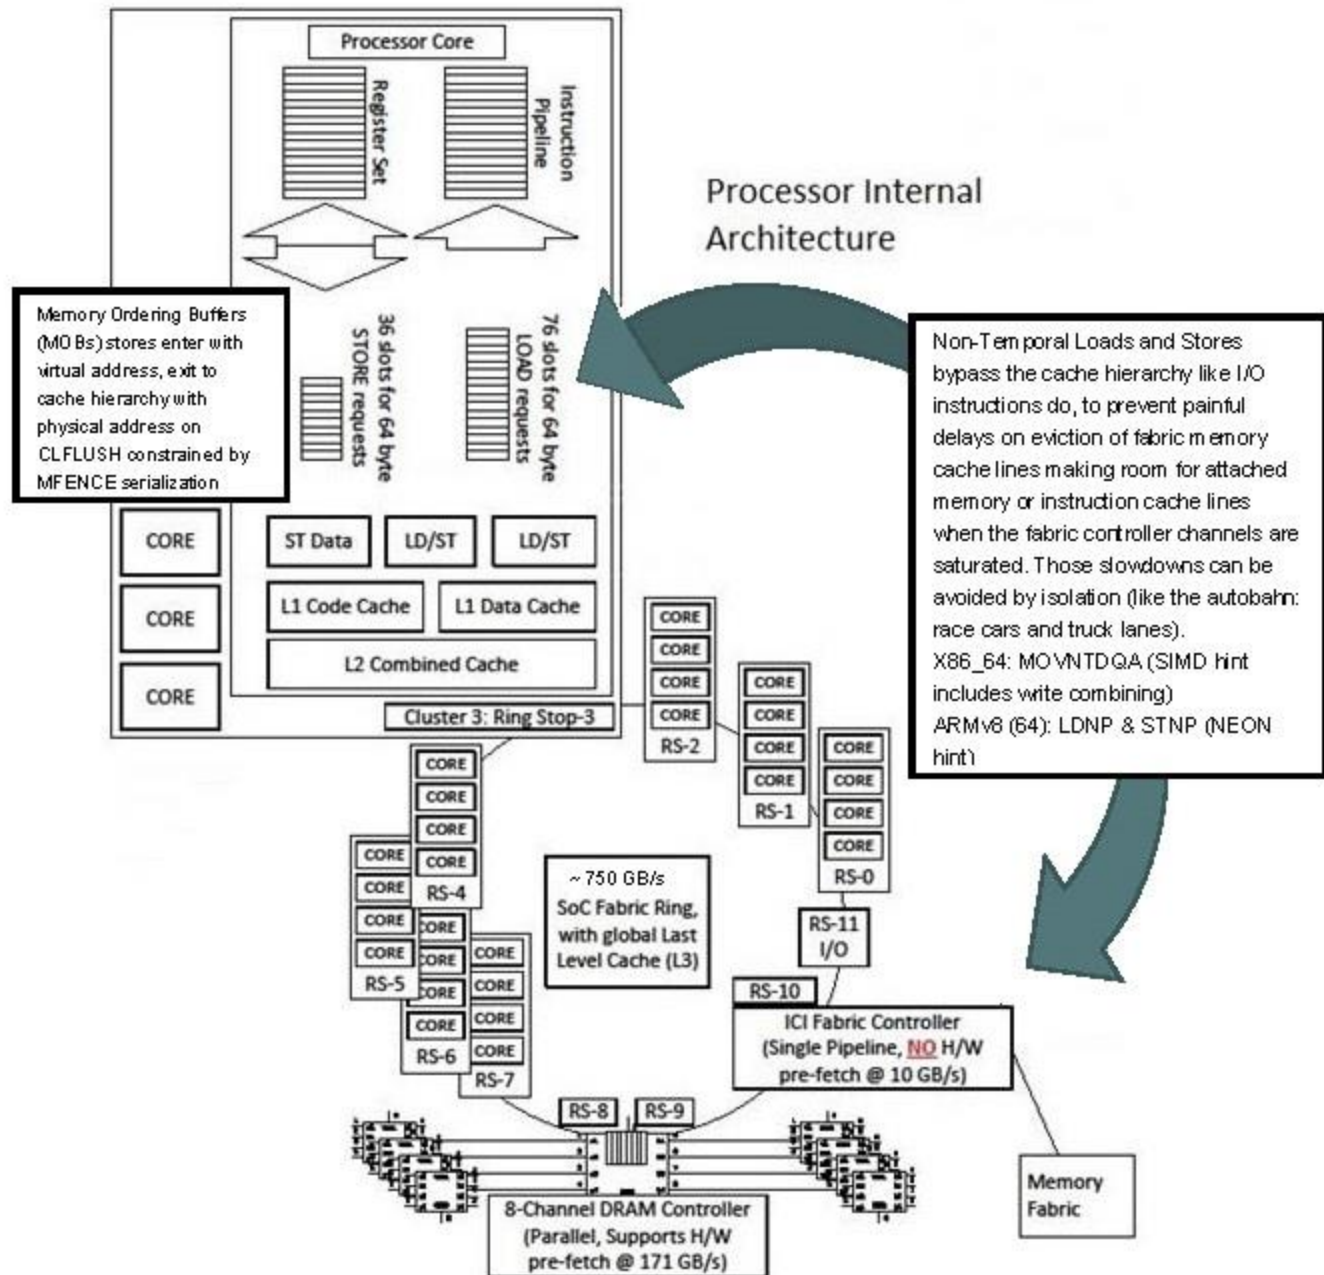 Processor Core
Register Set
Instruction
Pipeline
Processor Internal
Architecture
Memory Ordering Buffers
(MOBs) stores enter with
virtual address, exit to
cache hierarchy with
physical address on
CLFLUSH constrained by
MFENCE serialization
36 slots for 64 byte
STORE requests
76 slots for 64 byte
LOAD requests
Non-Temporal Loads and Stores
bypass the cache hierarchy like I/O
instructions do, to prevent painful
delays on eviction of fabric memory
cache lines making room for attached
memory or instruction cache lines
when the fabric controller channels are
saturated. Those slowdowns can be
avoided by isolation (like the autobahn:
race cars and truck lanes).
X86_64: MOVNTDQA (SIMD hint
includes write combining)
ARMv8 (64): LDNP & STNP (NEON
hint)
CORE
CORE
CORE
ST Data
LD/ST
LD/ST
L1 Code Cache
L1 Data Cache
L2 Combined Cache
Cluster 3: Ring Stop-3
CORE
CORE
CORE
CORE
RS-2
CORE
CORE
CORE
CORE
RS-1
CORE
CORE
CORE
CORE
RS-0
CORE
CORE
CORE
CORE
RS-4
CORE
CORE
CORE
CORE
RS-5
CORE
CORE
CORE
CORE
RS-6
CORE
CORE
CORE
CORE
RS-7
~ 750 GB/s
SoC Fabric Ring,
with global Last
Level Cache (L3)
RS-11
I/O
RS-10
ICI Fabric Controller
(Single Pipeline, NO H/W
pre-fetch @ 10 GB/s)
RS-8
RS-9
8-Channel DRAM Controller
(Parallel, Supports H/W
pre-fetch @ 171 GB/s)
Memory
Fabric